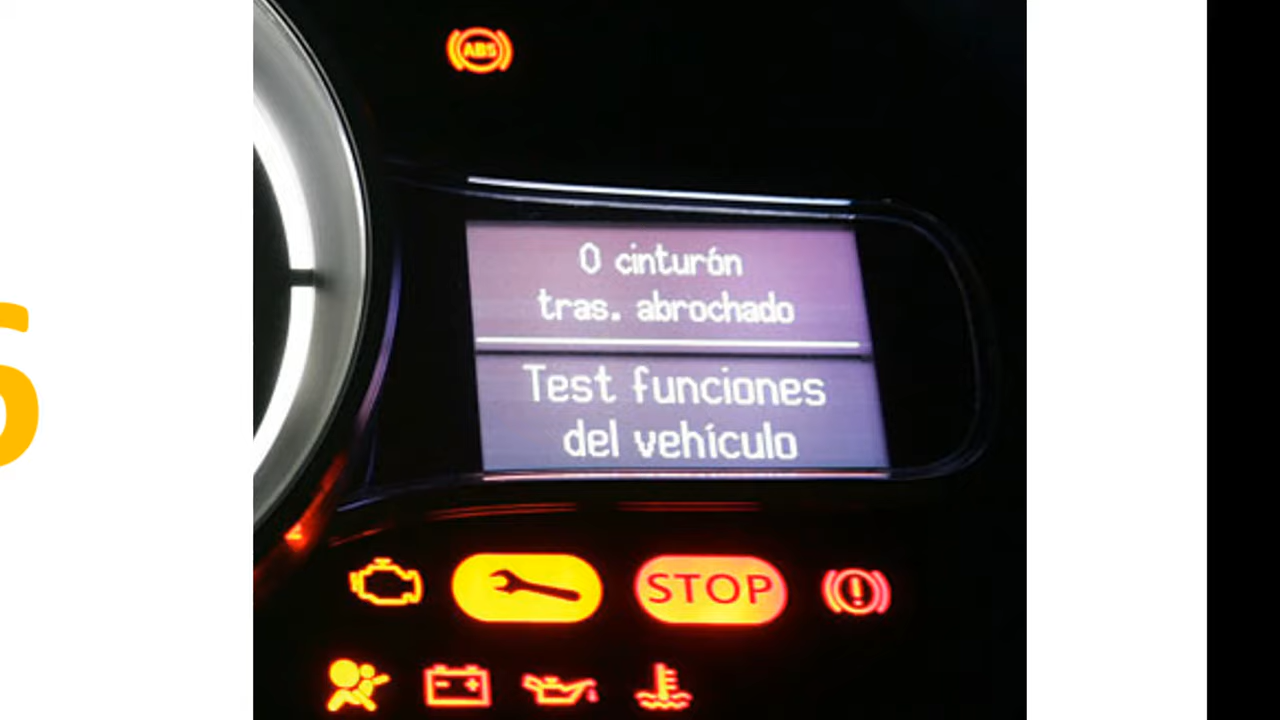 ABS
0 cinturón
tras. abrochado
Test funciones
del vehículo
STOP